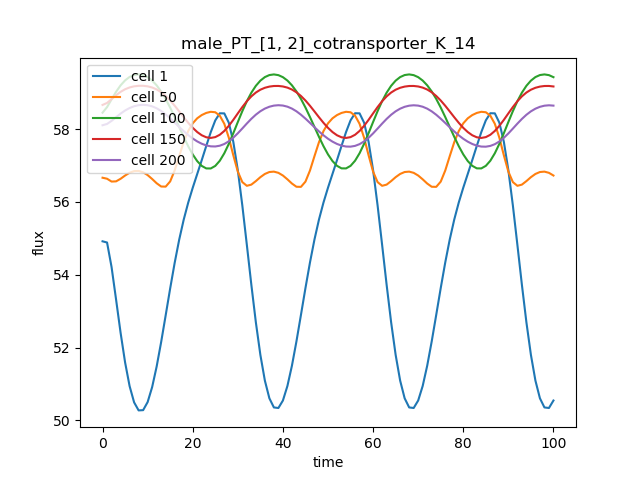 male_PT_[1, 2]_cotransporter_K_14
cell 1
cell 50
cell 100
cell 150
cell 200
flux
58
56
54
52
50
0
20
40
60
80
100
time